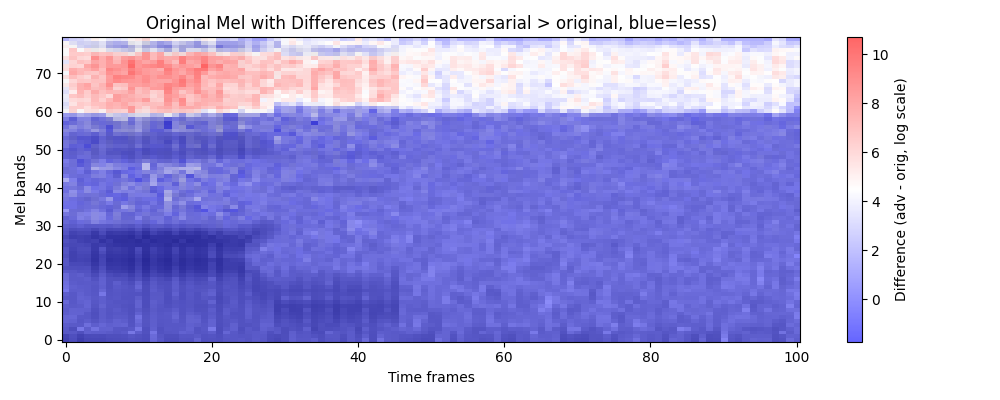 Original Mel with Differences (red=adversarial > original, blue=less)
Mel bands
70
60
50
40
30
20
10
0
0 20 40 60 80 100
Time frames
10
8
6
4
2
0
Difference (adv - orig, log scale)